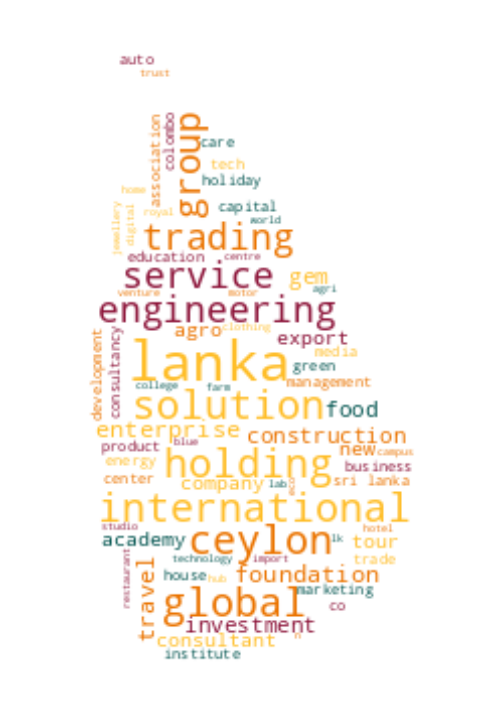 auto
trust
association
colombo
group
care
tech
holiday
home
capital
jewellery
digital
royal
world
trading
education
centre
service
gem
venture
motor
agri
engineering
agro
clothing
export
development
consultancy
lanka
media
green
college
farm
management
solution
food
enterprise
construction
product
blue
new
campus
energy
holding
business
center
company
lab
eco
sri lanka
international
studio
hotel
academy
ceylon
lk
tour
restaurant
technology
import
trade
travel
house
hub
foundation
global
marketing
investment
co
consultant
institute